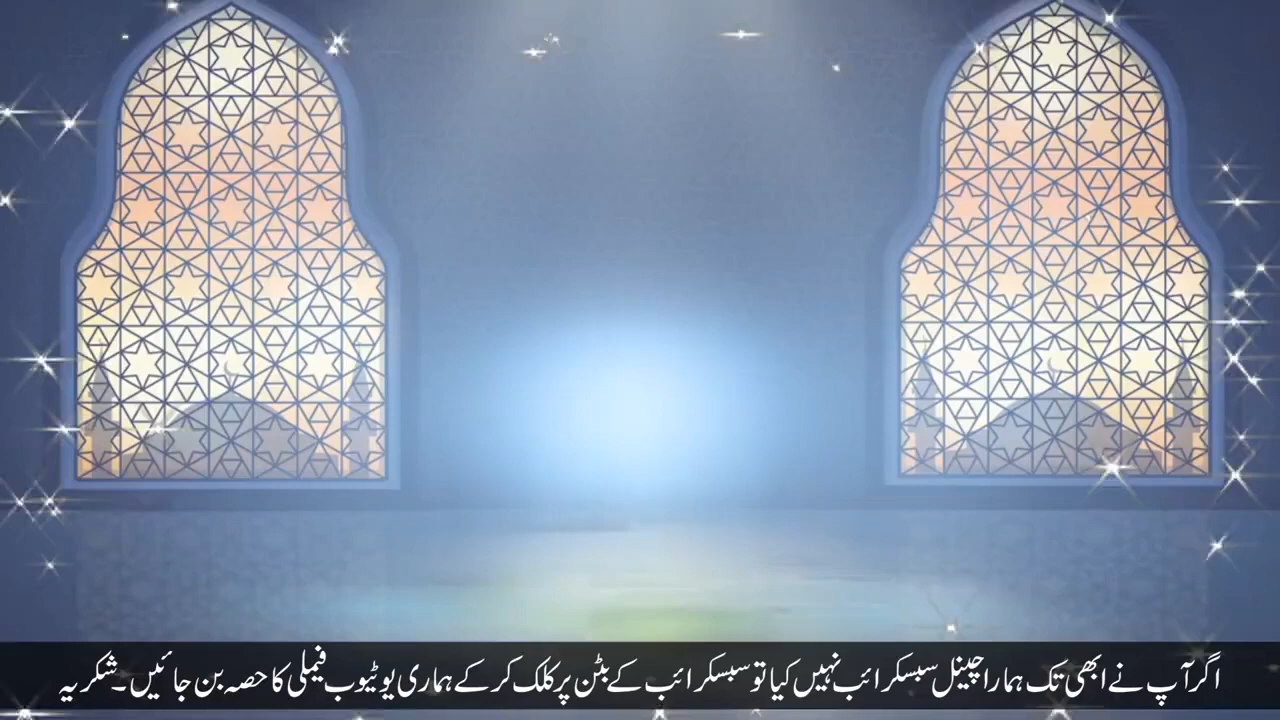 اگر آپ نے ابھی تک ہمارا چینل سبسکرائب نہیں کیا تو سبسکرائب کے بٹن پر کلک کر کے ہماری یوٹیوب فیملی کا حصہ بن جائیں۔ شکریہ